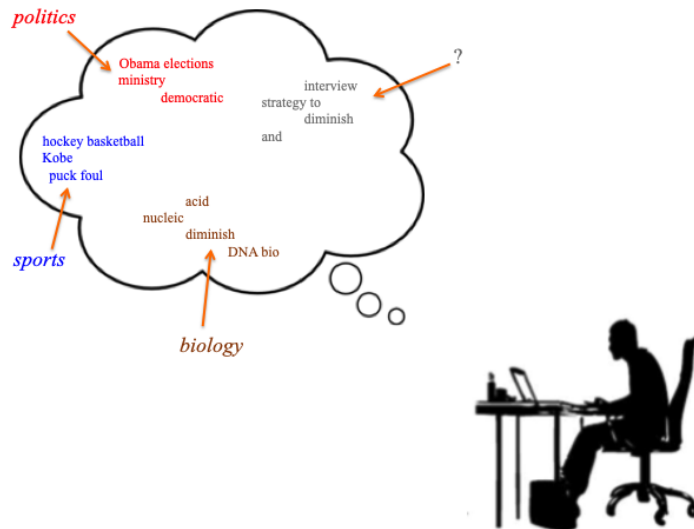 politics
Obama elections
ministry
democratic
?
interview
strategy to
diminish
and
hockey basketball
Kobe
puck foul
sports
acid
nucleic
diminish
DNA bio
biology